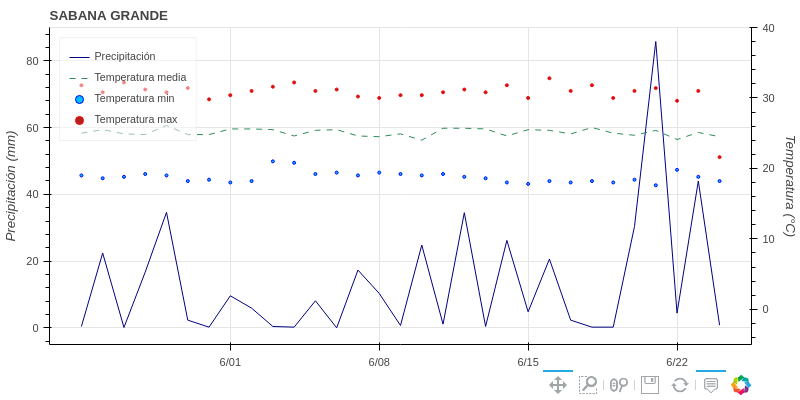 SABANA GRANDE
Precipitación
Temperatura media
Temperatura min
Temperatura max
Precipitación (mm)
80
60
40
20
0
Temperatura (°C)
40
30
20
10
0
6/01 6/08 6/15 6/22